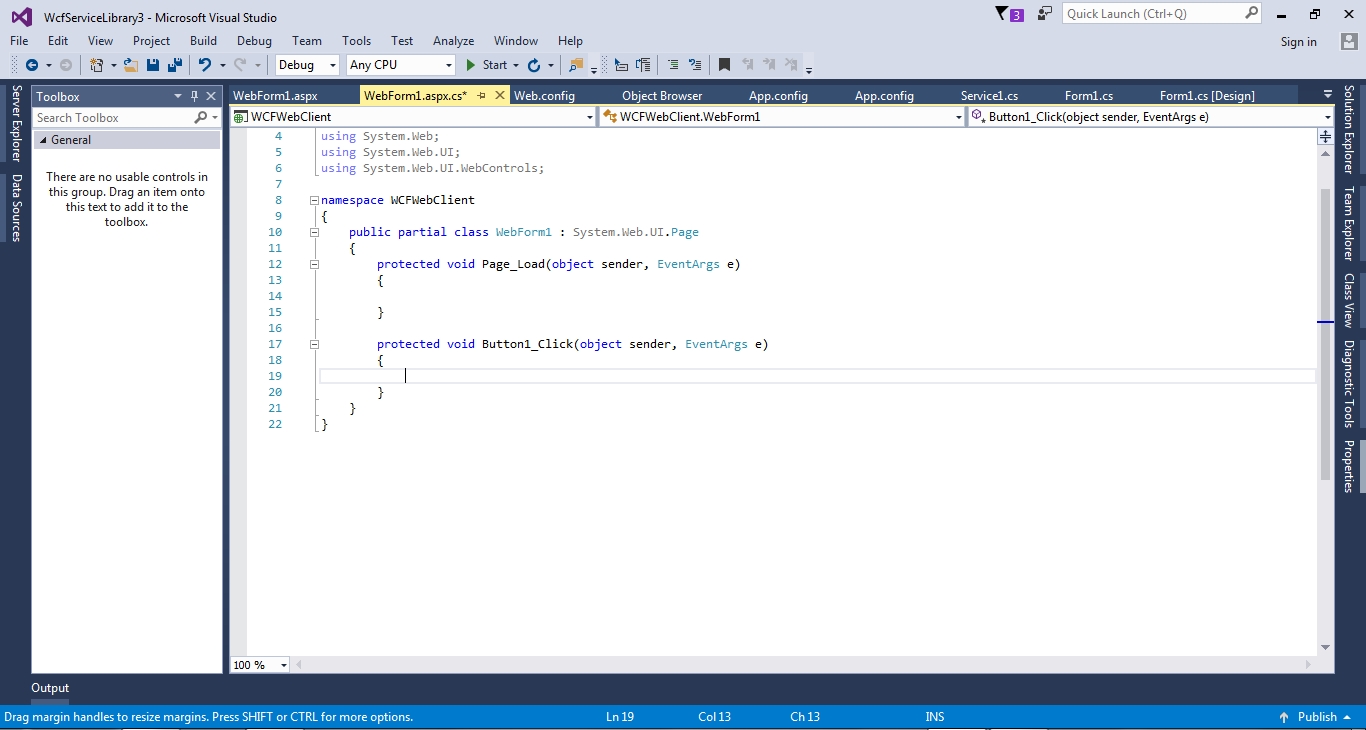 WcfServiceLibrary3 - Microsoft Visual Studio
3
Quick Launch (Ctrl+Q)
File Edit View Project Build Debug Team Tools Test Analyze Window Help
Sign in
Debug Any CPU Start
Server Explorer
Data Sources
Toolbox
Search Toolbox
General
There are no usable controls in
this group. Drag an item onto
this text to add it to the
toolbox.
WebForm1.aspx WebForm1.aspx.cs* Web.config Object Browser App.config App.config Service1.cs Form1.cs Form1.cs [Design]
WCFWebClient WCFWebClient.WebForm1 Button1_Click(object sender, EventArgs e)
4 using System.Web;
5 using System.Web.UI;
6 using System.Web.UI.WebControls;
7
8 namespace WCFWebClient
9 {
10 public partial class WebForm1 : System.Web.UI.Page
11 {
12 protected void Page_Load(object sender, EventArgs e)
13 {
14
15 }
16
17 protected void Button1_Click(object sender, EventArgs e)
18 {
19
20 }
21 }
22 }
100 %
Solution Explorer
Team Explorer
Class View
Diagnostic Tools
Properties
Output
Drag margin handles to resize margins. Press SHIFT or CTRL for more options. Ln 19 Col 13 Ch 13 INS Publish